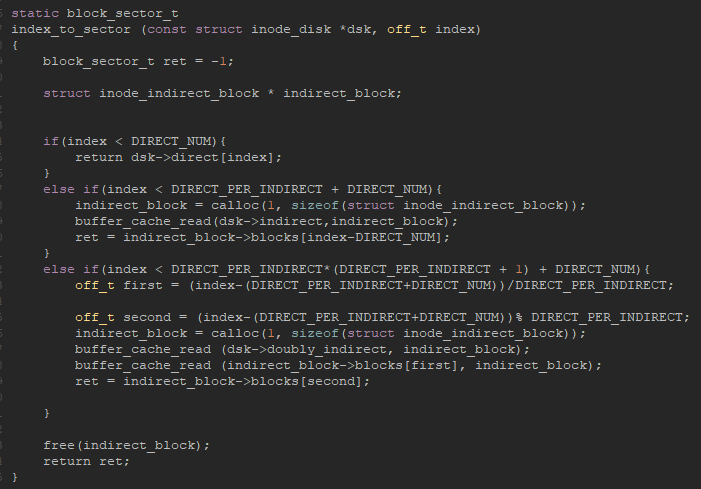 static block_sector_t
index_to_sector (const struct inode_disk *dsk, off_t index)
{
    block_sector_t ret = -1;

    struct inode_indirect_block * indirect_block;


    if(index < DIRECT_NUM){
        return dsk->direct[index];
    }
    else if(index < DIRECT_PER_INDIRECT + DIRECT_NUM){
        indirect_block = calloc(1, sizeof(struct inode_indirect_block));
        buffer_cache_read(dsk->indirect,indirect_block);
        ret = indirect_block->blocks[index-DIRECT_NUM];
    }
    else if(index < DIRECT_PER_INDIRECT*(DIRECT_PER_INDIRECT + 1) + DIRECT_NUM){
        off_t first = (index-(DIRECT_PER_INDIRECT+DIRECT_NUM))/DIRECT_PER_INDIRECT;

        off_t second = (index-(DIRECT_PER_INDIRECT+DIRECT_NUM))% DIRECT_PER_INDIRECT;
        indirect_block = calloc(1, sizeof(struct inode_indirect_block));
        buffer_cache_read (dsk->doubly_indirect, indirect_block);
        buffer_cache_read (indirect_block->blocks[first], indirect_block);
        ret = indirect_block->blocks[second];

    }

    free(indirect_block);
    return ret;
}